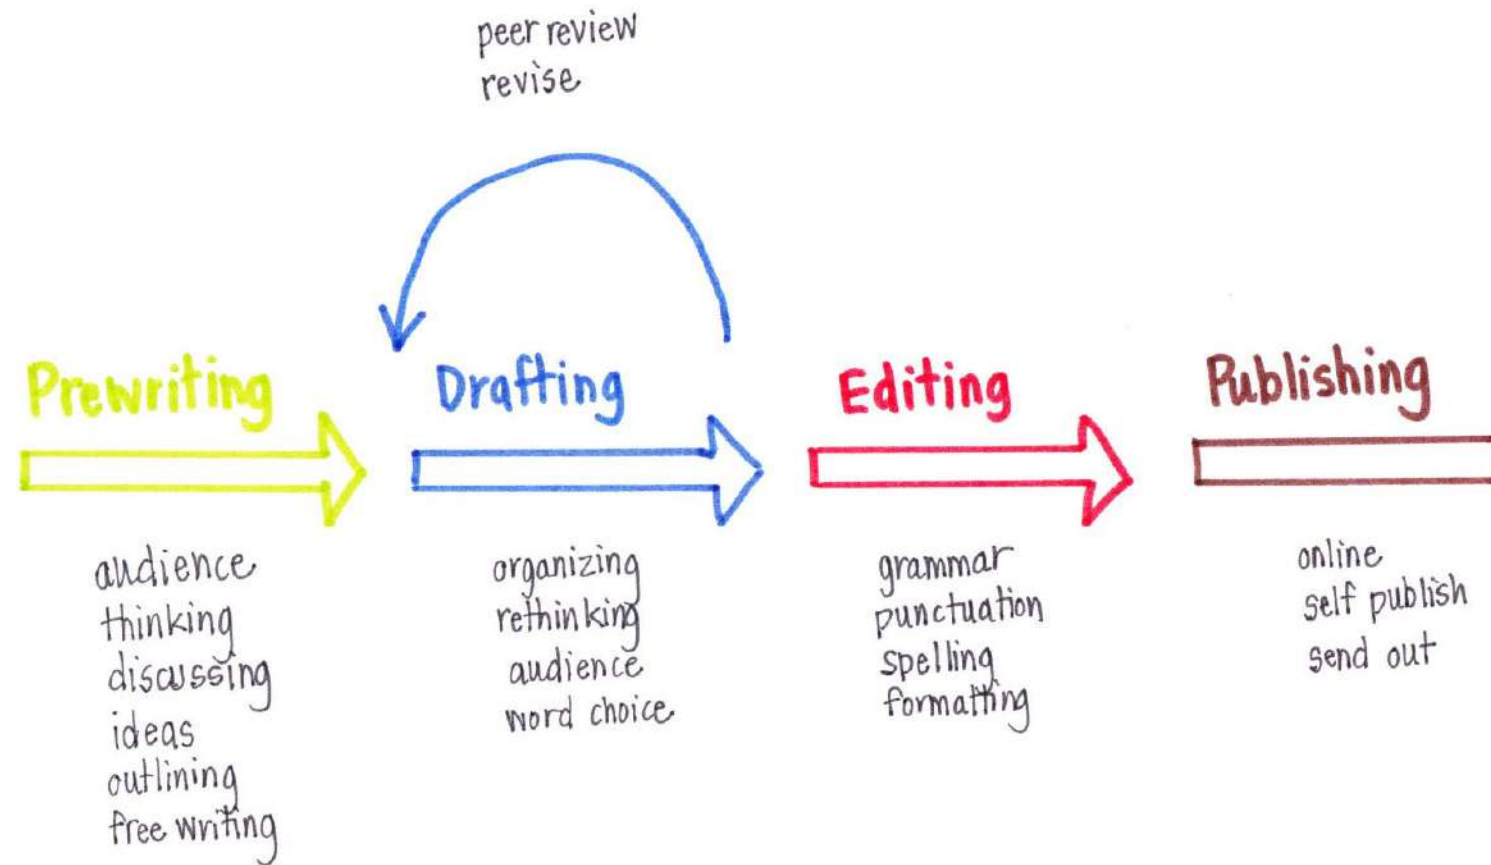 peer review
revise
Prewriting
Drafting
Editing
Publishing
audience
thinking
discussing
ideas
outlining
free writing
organizing
rethinking
audience
word choice
grammar
punctuation
spelling
formatting
online
self publish
send out